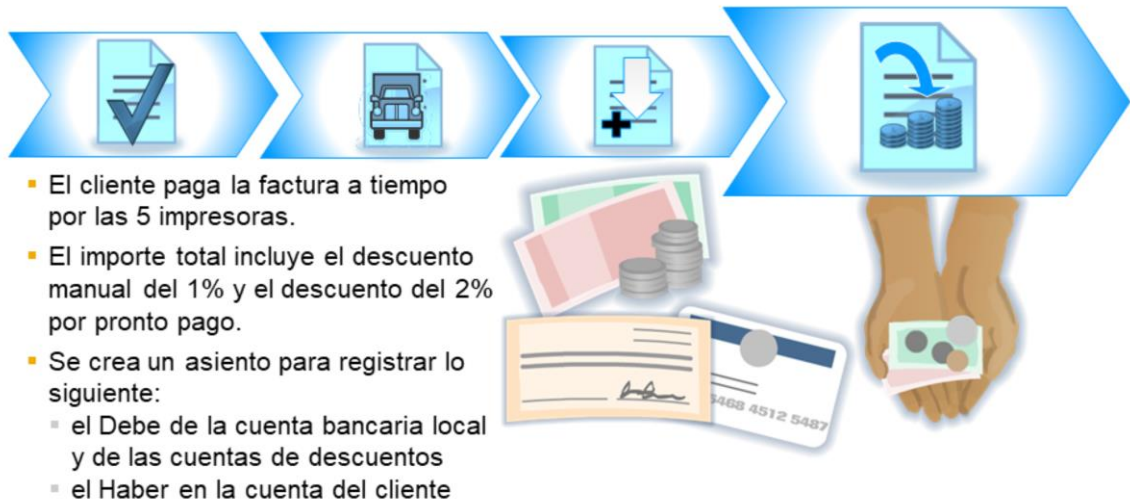 El cliente paga la factura a tiempo
por las 5 impresoras.
El importe total incluye el descuento
manual del 1% y el descuento del 2%
por pronto pago.
Se crea un asiento para registrar lo
siguiente:
el Debe de la cuenta bancaria local
y de las cuentas de descuentos
el Haber en la cuenta del cliente
5468 4512 5487